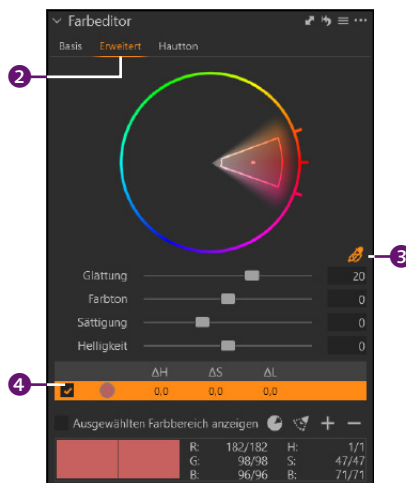 Farbeditor
Basis Erweitert Hautton
2
3
Glättung 20
Farbton 0
Sättigung 0
Helligkeit 0
ΔH ΔS ΔL
4
0,0 0,0 0,0
Ausgewählten Farbbereich anzeigen
R: 182/182 H: 1/1
G: 98/98 S: 47/47
B: 96/96 B: 71/71